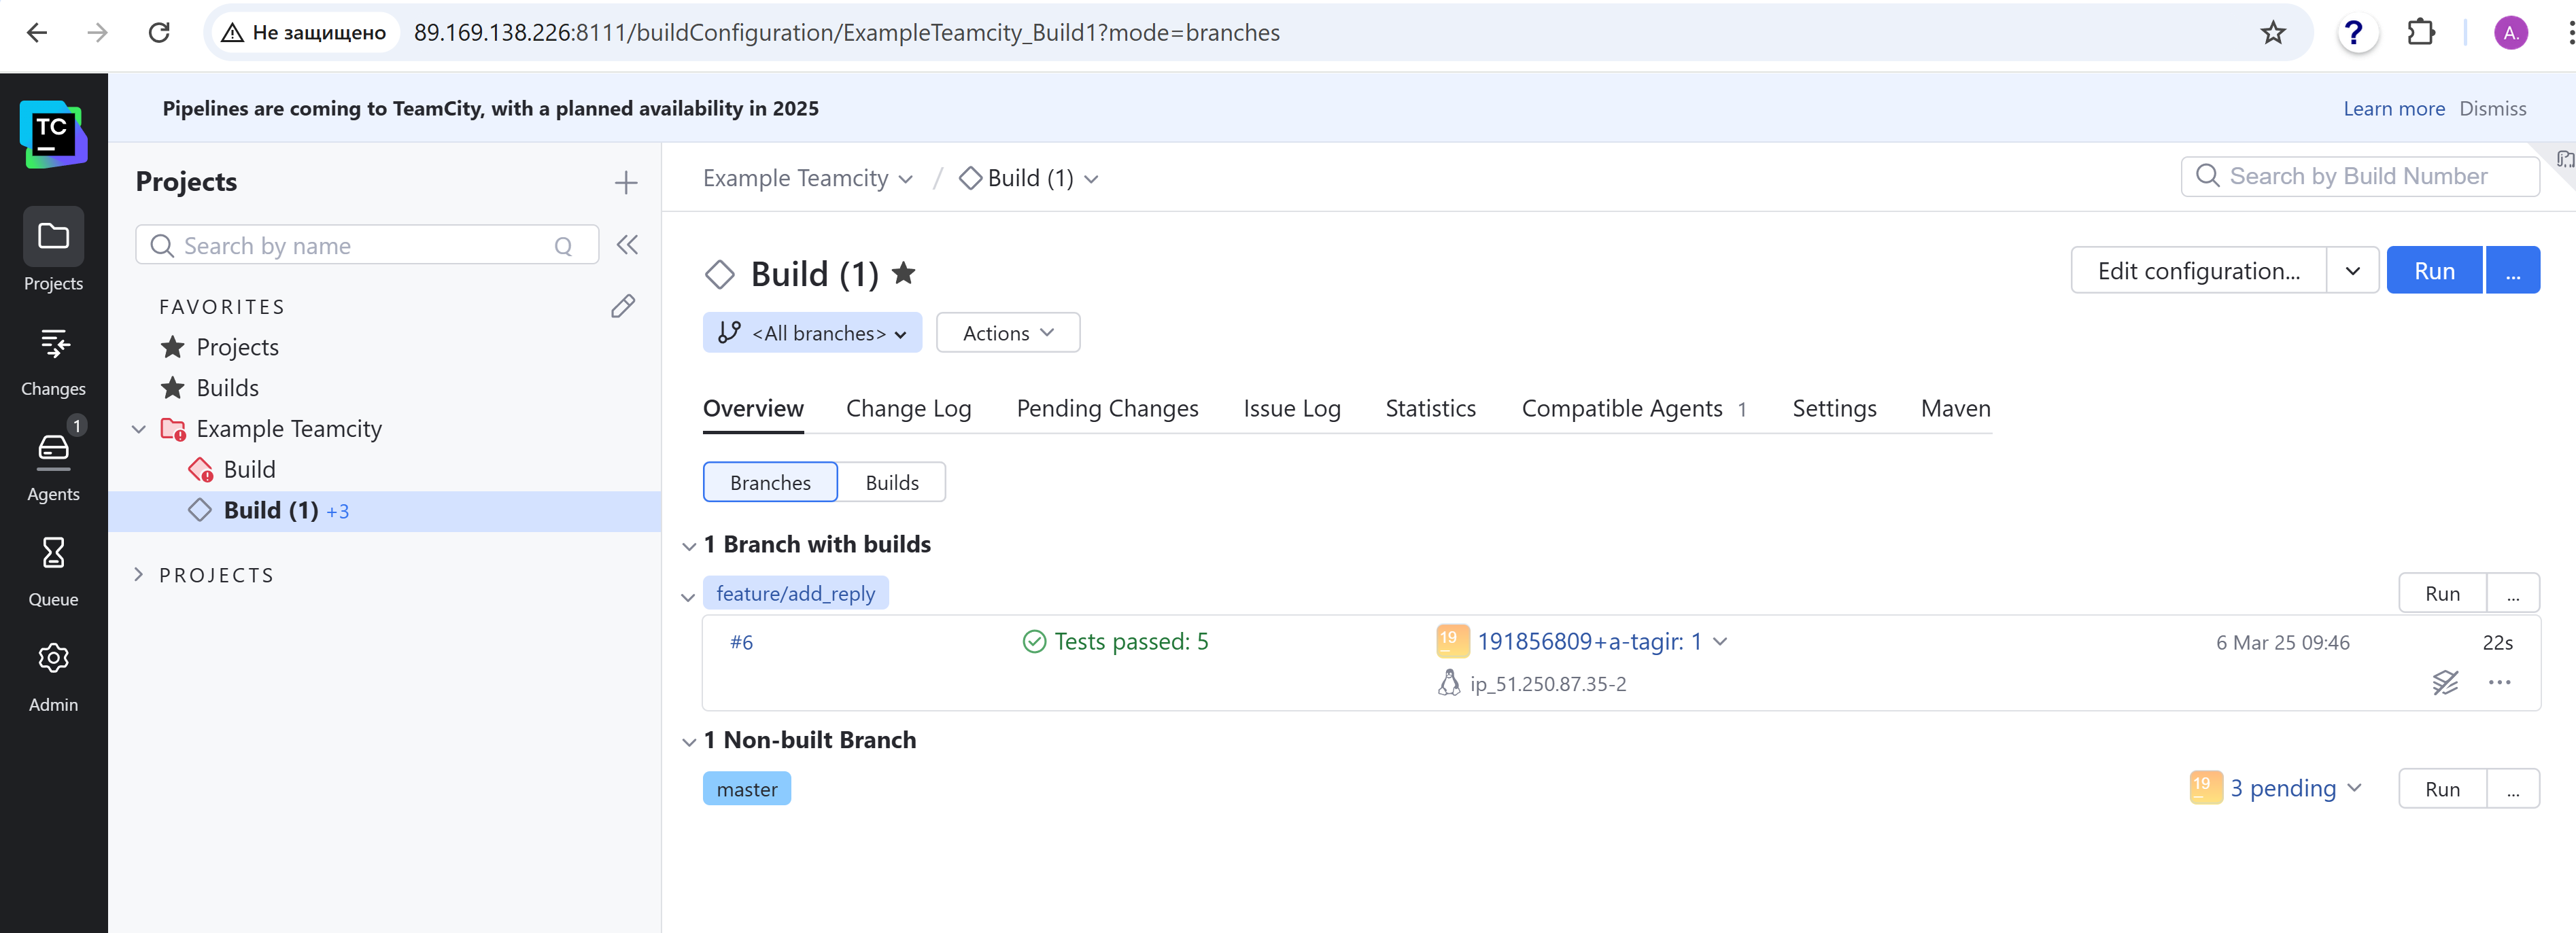 Не защищено 89.169.138.226:8111/buildConfiguration/ExampleTeamcity_Build1?mode=branches ? A.
TC
Pipelines are coming to TeamCity, with a planned availability in 2025 Learn more Dismiss
Projects
Changes
1
Agents
Queue
Admin
Projects
Search by name Q
FAVORITES
Projects
Builds
Example Teamcity
Build
Build (1) +3
PROJECTS
Example Teamcity / Build (1) Search by Build Number
Build (1) Edit configuration... Run ...
<All branches> Actions
Overview Change Log Pending Changes Issue Log Statistics Compatible Agents 1 Settings Maven
Branches Builds
1 Branch with builds
feature/add_reply Run ...
#6 Tests passed: 5 19 191856809+a-tagir: 1 6 Mar 25 09:46 22s
ip_51.250.87.35-2
1 Non-built Branch
master 19 3 pending Run ...